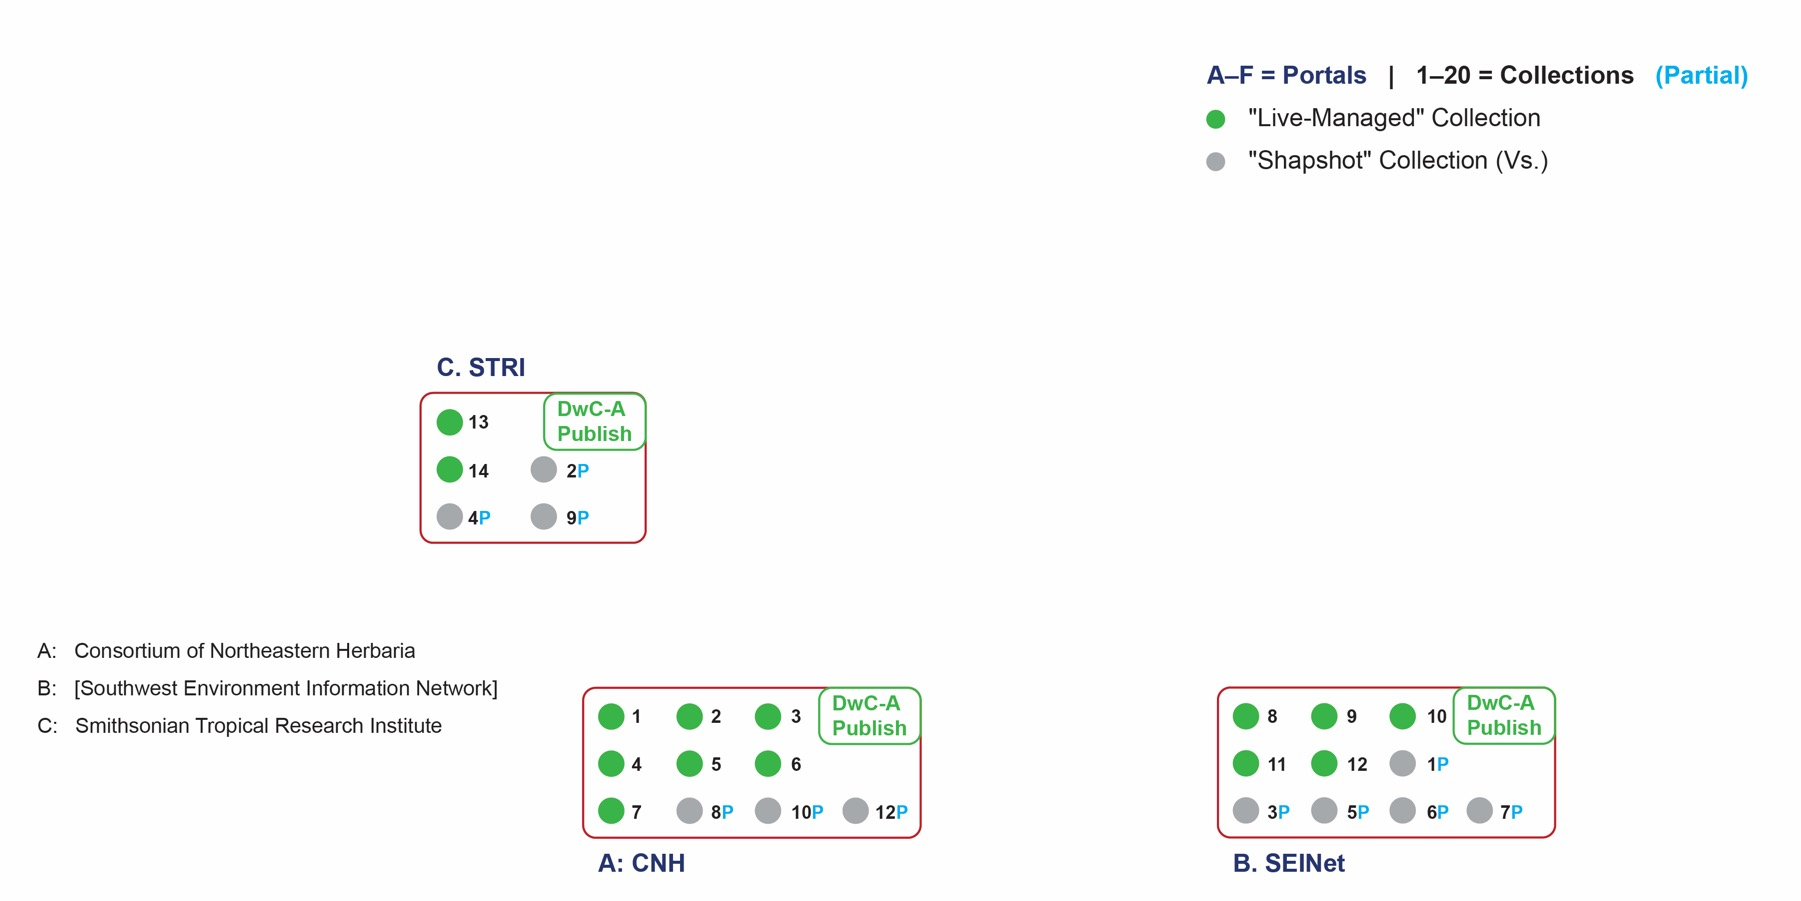 A–F = Portals | 1–20 = Collections (Partial)
"Live-Managed" Collection
"Shapshot" Collection (Vs.)
C. STRI
13 DwC-A
Publish
14 2P
4P 9P
A: Consortium of Northeastern Herbaria
B: [Southwest Environment Information Network]
C: Smithsonian Tropical Research Institute
1 2 3 DwC-A
Publish
4 5 6
7 8P 10P 12P
A: CNH
8 9 10 DwC-A
Publish
11 12 1P
3P 5P 6P 7P
B. SEINet